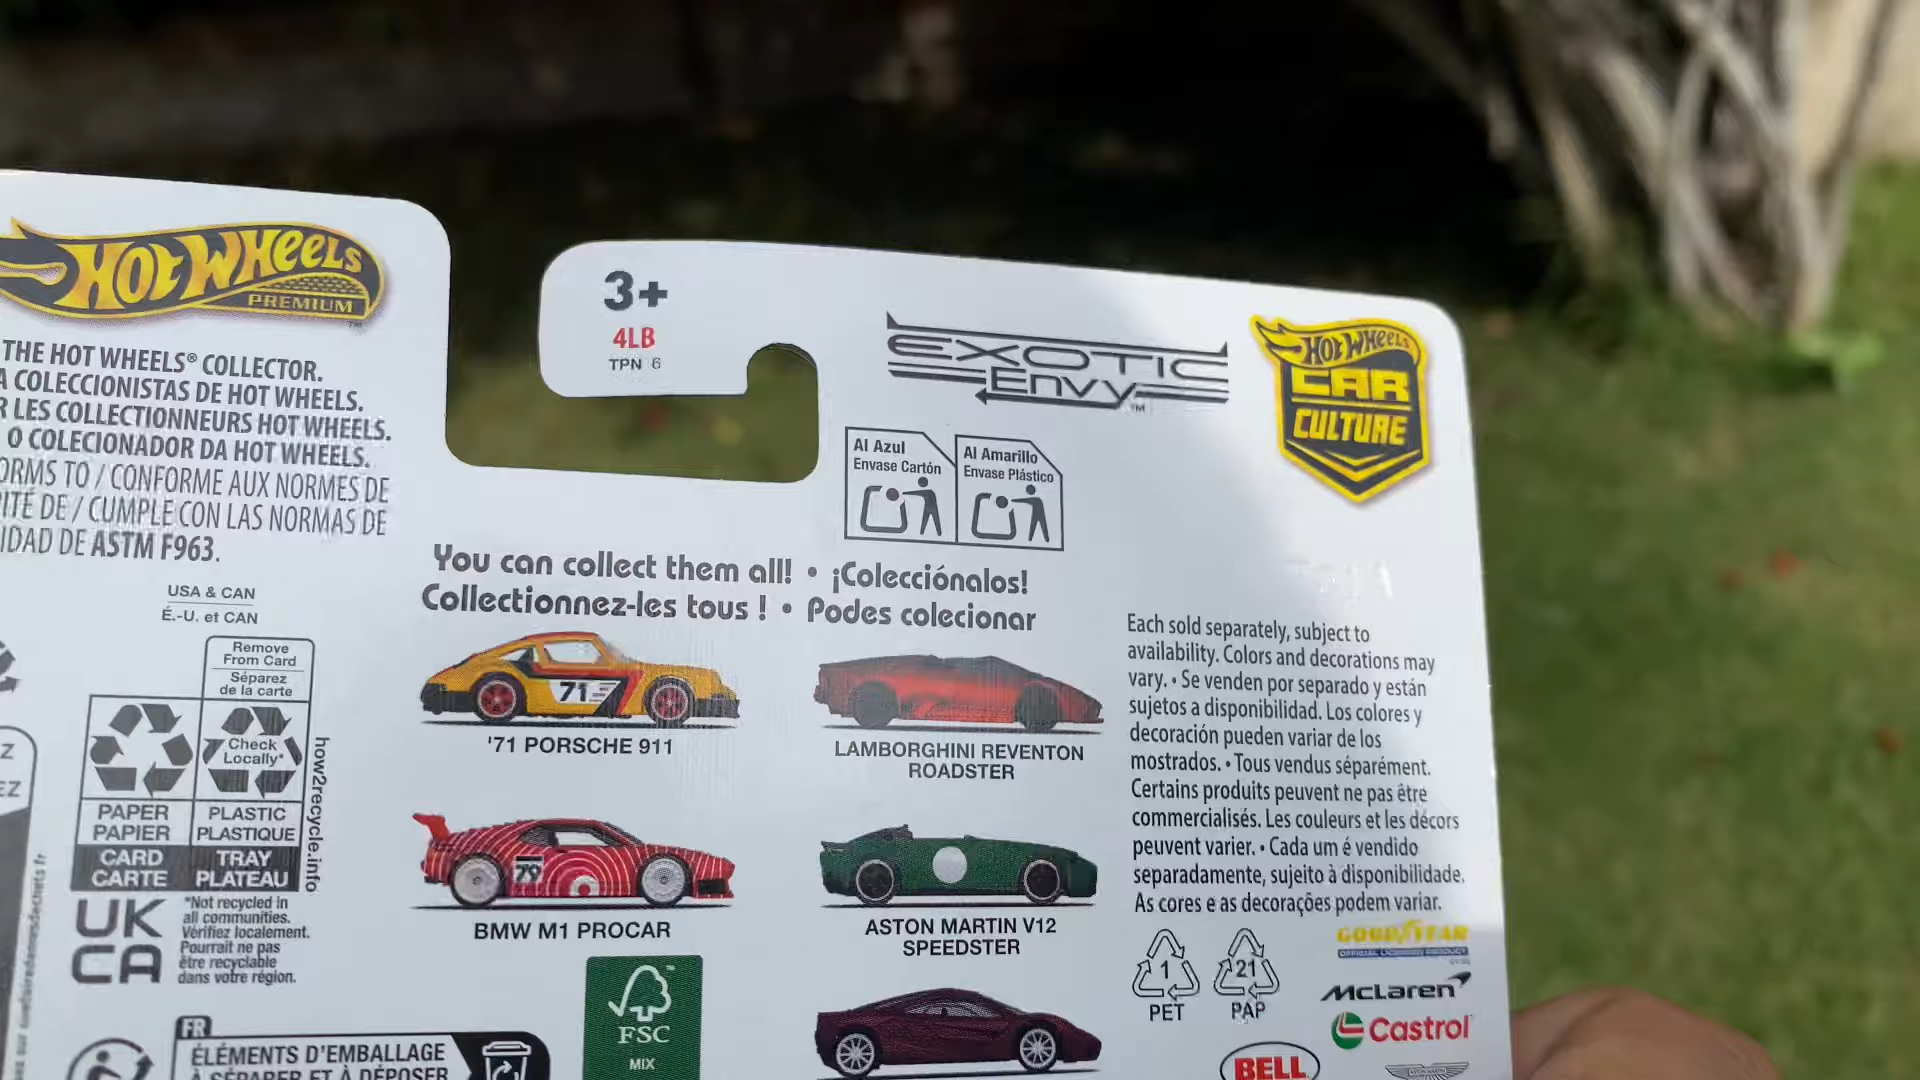 HOT WHEELS
PREMIUM
THE HOT WHEELS® COLLECTOR.
A COLECCIONISTAS DE HOT WHEELS.
LES COLLECTIONNEURS HOT WHEELS.
O COLECIONADOR DA HOT WHEELS.
TO / CONFORME AUX NORMES DE
DE / CUMPLE CON LAS NORMAS DE
DE ASTM F963.
USA & CAN
É.-U. et CAN
Remove
From Card
Séparez
de la carte
Check
Locally*
PAPER
PAPIER
PLASTIC
PLASTIQUE
CARD
CARTE
TRAY
PLATEAU
how2recycle.info
UK
CA
*Not recycled in
all communities.
Vérifiez localement.
Pourrait ne pas
être recyclable
dans votre région.
FR
ÉLÉMENTS D'EMBALLAGE
À SÉPARER ET À DÉPOSER
3+
4LB
TPN 6
EXOTIC
Envy™
HOT WHEELS
CAR
CULTURE
Al Azul
Envase Cartón
Al Amarillo
Envase Plástico
You can collect them all! • ¡Colecciónalos!
Collectionnez-les tous ! • Podes colecionar
71
'71 PORSCHE 911
LAMBORGHINI REVENTON
ROADSTER
79
BMW M1 PROCAR
ASTON MARTIN V12
SPEEDSTER
FSC
MIX
Each sold separately, subject to
availability. Colors and decorations may
vary. • Se venden por separado y están
sujetos a disponibilidad. Los colores y
decoración pueden variar de los
mostrados. • Tous vendus séparément.
Certains produits peuvent ne pas être
commercialisés. Les couleurs et les décors
peuvent varier. • Cada um é vendido
separadamente, sujeito à disponibilidade.
As cores e as decorações podem variar.
1
PET
21
PAP
GOODYEAR
OFFICIAL LICENSED PRODUCT
McLaren
Castrol
BELL
ASTON MARTIN